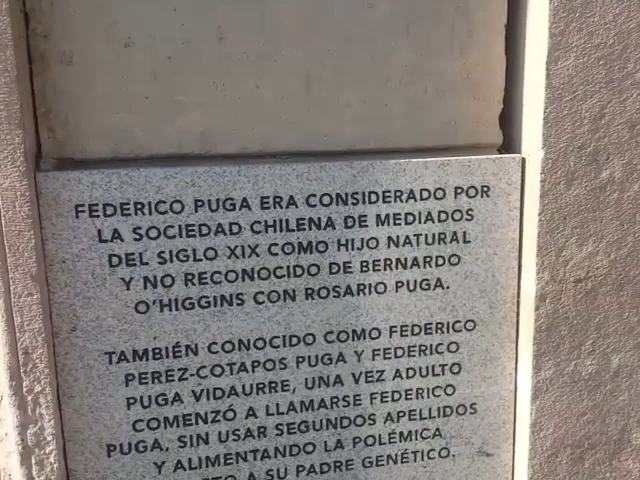 FEDERICO PUGA ERA CONSIDERADO POR
LA SOCIEDAD CHILENA DE MEDIADOS
DEL SIGLO XIX COMO HIJO NATURAL
Y NO RECONOCIDO DE BERNARDO
O'HIGGINS CON ROSARIO PUGA.
TAMBIÉN CONOCIDO COMO FEDERICO
PEREZ-COTAPOS PUGA Y FEDERICO
PUGA VIDAURRE, UNA VEZ ADULTO
COMENZÓ A LLAMARSE FEDERICO
PUGA, SIN USAR SEGUNDOS APELLIDOS
Y ALIMENTANDO LA POLÉMICA
A SU PADRE GENÉTICO.